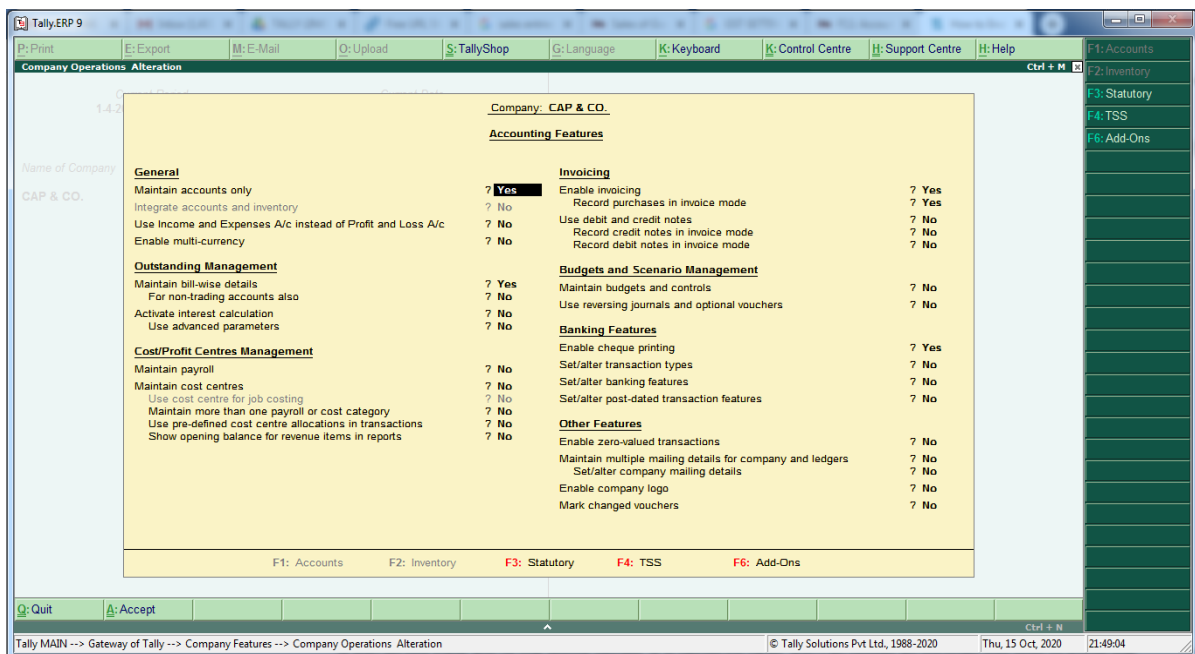 Tally.ERP 9
P: Print E: Export M: E-Mail O: Upload S: TallyShop G: Language K: Keyboard K: Control Centre H: Support Centre H: Help
Company Operations Alteration Ctrl + M
Name of Company
CAP & CO.
Company: CAP & CO.
Accounting Features
General
Maintain accounts only ? Yes
Integrate accounts and inventory ? No
Use Income and Expenses A/c instead of Profit and Loss A/c ? No
Enable multi-currency ? No
Outstanding Management
Maintain bill-wise details ? Yes
For non-trading accounts also ? No
Activate interest calculation ? No
Use advanced parameters ? No
Cost/Profit Centres Management
Maintain payroll ? No
Maintain cost centres ? No
Use cost centre for job costing ? No
Maintain more than one payroll or cost category ? No
Use pre-defined cost centre allocations in transactions ? No
Show opening balance for revenue items in reports ? No
Invoicing
Enable invoicing ? Yes
Record purchases in invoice mode ? Yes
Use debit and credit notes ? No
Record credit notes in invoice mode ? No
Record debit notes in invoice mode ? No
Budgets and Scenario Management
Maintain budgets and controls ? No
Use reversing journals and optional vouchers ? No
Banking Features
Enable cheque printing ? Yes
Set/alter transaction types ? No
Set/alter banking features ? No
Set/alter post-dated transaction features ? No
Other Features
Enable zero-valued transactions ? No
Maintain multiple mailing details for company and ledgers ? No
Set/alter company mailing details ? No
Enable company logo ? No
Mark changed vouchers ? No
F1: Accounts F2: Inventory F3: Statutory F4: TSS F6: Add-Ons
F1: Accounts
F2: Inventory
F3: Statutory
F4: TSS
F6: Add-Ons
Q: Quit A: Accept
Ctrl + N
Tally MAIN --> Gateway of Tally --> Company Features --> Company Operations Alteration © Tally Solutions Pvt Ltd., 1988-2020 Thu, 15 Oct, 2020 21:49:04